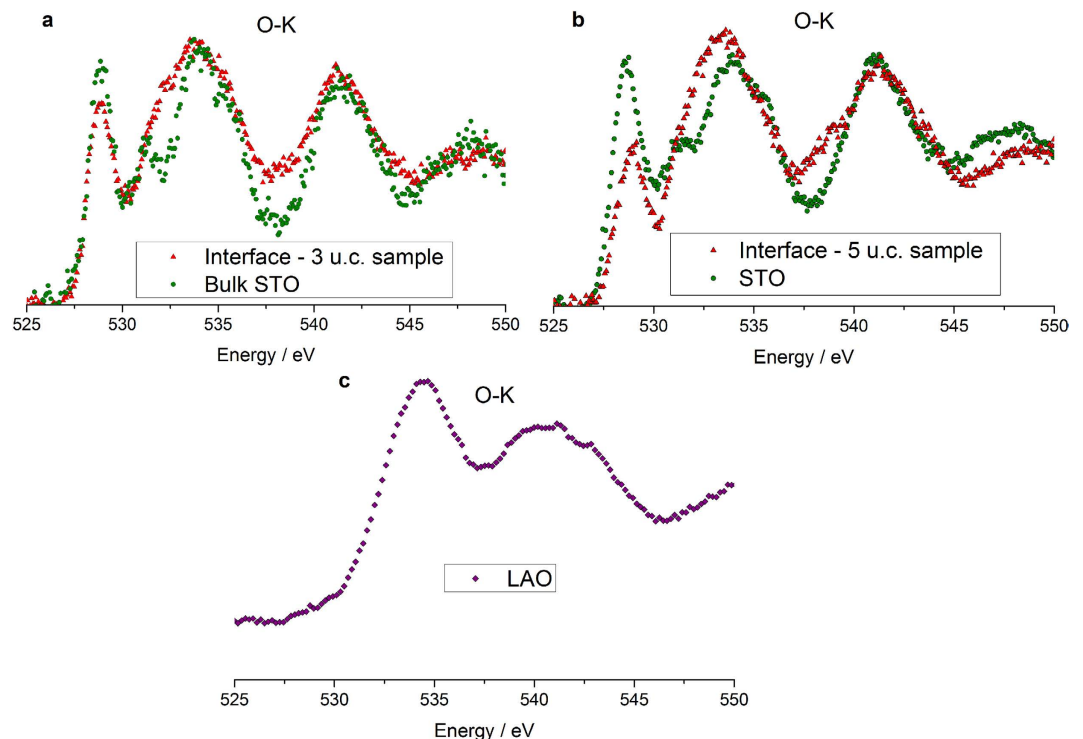 a
O-K
Interface - 3 u.c. sample
Bulk STO
525 530 535 540 545 550
Energy / eV
b
O-K
Interface - 5 u.c. sample
STO
525 530 535 540 545 550
Energy / eV
c
O-K
LAO
525 530 535 540 545 550
Energy / eV